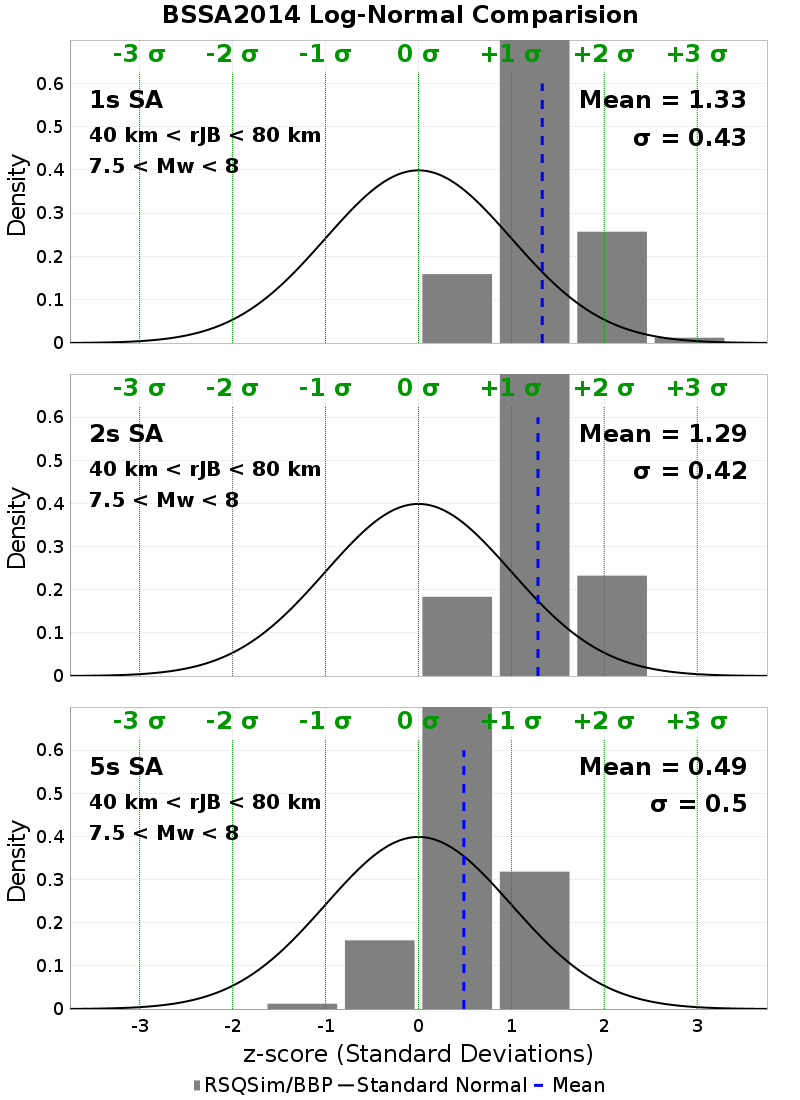 BSSA2014 Log-Normal Comparision
-3 σ -2 σ -1 σ 0 σ +1 σ +2 σ +3 σ
0.6
1s SA Mean = 1.33
0.5
40 km < rJB < 80 km σ = 0.43
7.5 < Mw < 8
0.4
Density
0.3
0.2
0.1
0
-3 σ -2 σ -1 σ 0 σ +1 σ +2 σ +3 σ
0.6
2s SA Mean = 1.29
0.5
40 km < rJB < 80 km σ = 0.42
7.5 < Mw < 8
0.4
Density
0.3
0.2
0.1
0
-3 σ -2 σ -1 σ 0 σ +1 σ +2 σ +3 σ
0.6
5s SA Mean = 0.49
0.5
40 km < rJB < 80 km σ = 0.5
7.5 < Mw < 8
0.4
Density
0.3
0.2
0.1
0
-3 -2 -1 0 1 2 3
z-score (Standard Deviations)
RSQSim/BBP Standard Normal Mean